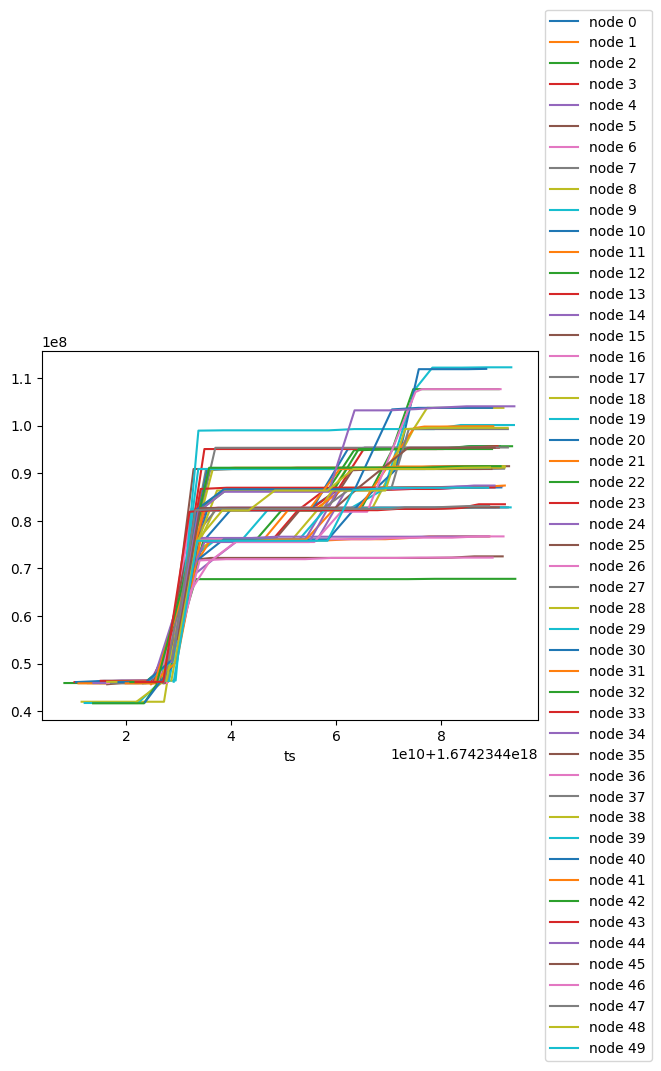 1e8
1.1
1.0
0.9
0.8
0.7
0.6
0.5
0.4
2 4 6 8
ts
1e10+1.6742344e18
node 0
node 1
node 2
node 3
node 4
node 5
node 6
node 7
node 8
node 9
node 10
node 11
node 12
node 13
node 14
node 15
node 16
node 17
node 18
node 19
node 20
node 21
node 22
node 23
node 24
node 25
node 26
node 27
node 28
node 29
node 30
node 31
node 32
node 33
node 34
node 35
node 36
node 37
node 38
node 39
node 40
node 41
node 42
node 43
node 44
node 45
node 46
node 47
node 48
node 49